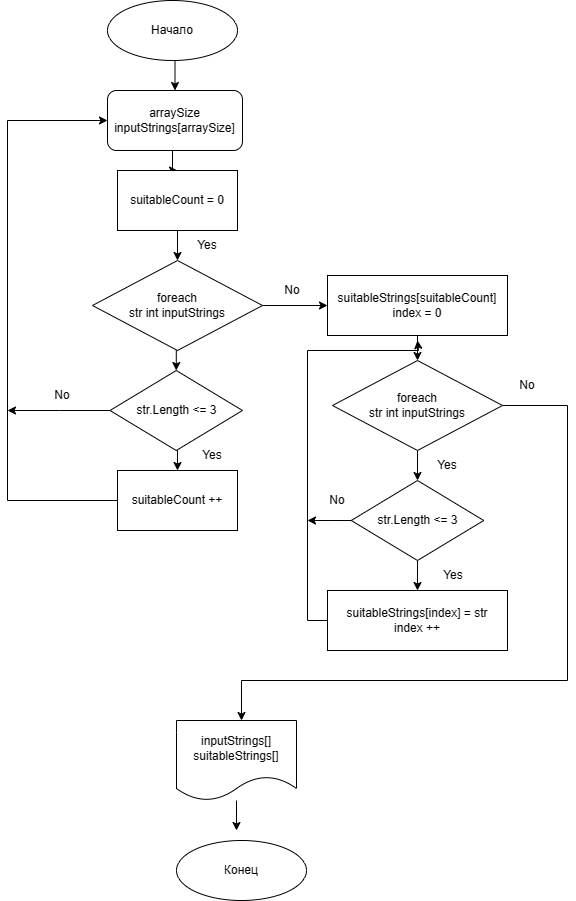 Начало
arraySize
inputStrings[arraySize]
suitableCount = 0
Yes
foreach
str int inputStrings
No
suitableStrings[suitableCount]
index = 0
No
str.Length <= 3
Yes
suitableCount ++
foreach
str int inputStrings
No
Yes
No
str.Length <= 3
Yes
suitableStrings[index] = str
index ++
inputStrings[]
suitableStrings[]
Конец